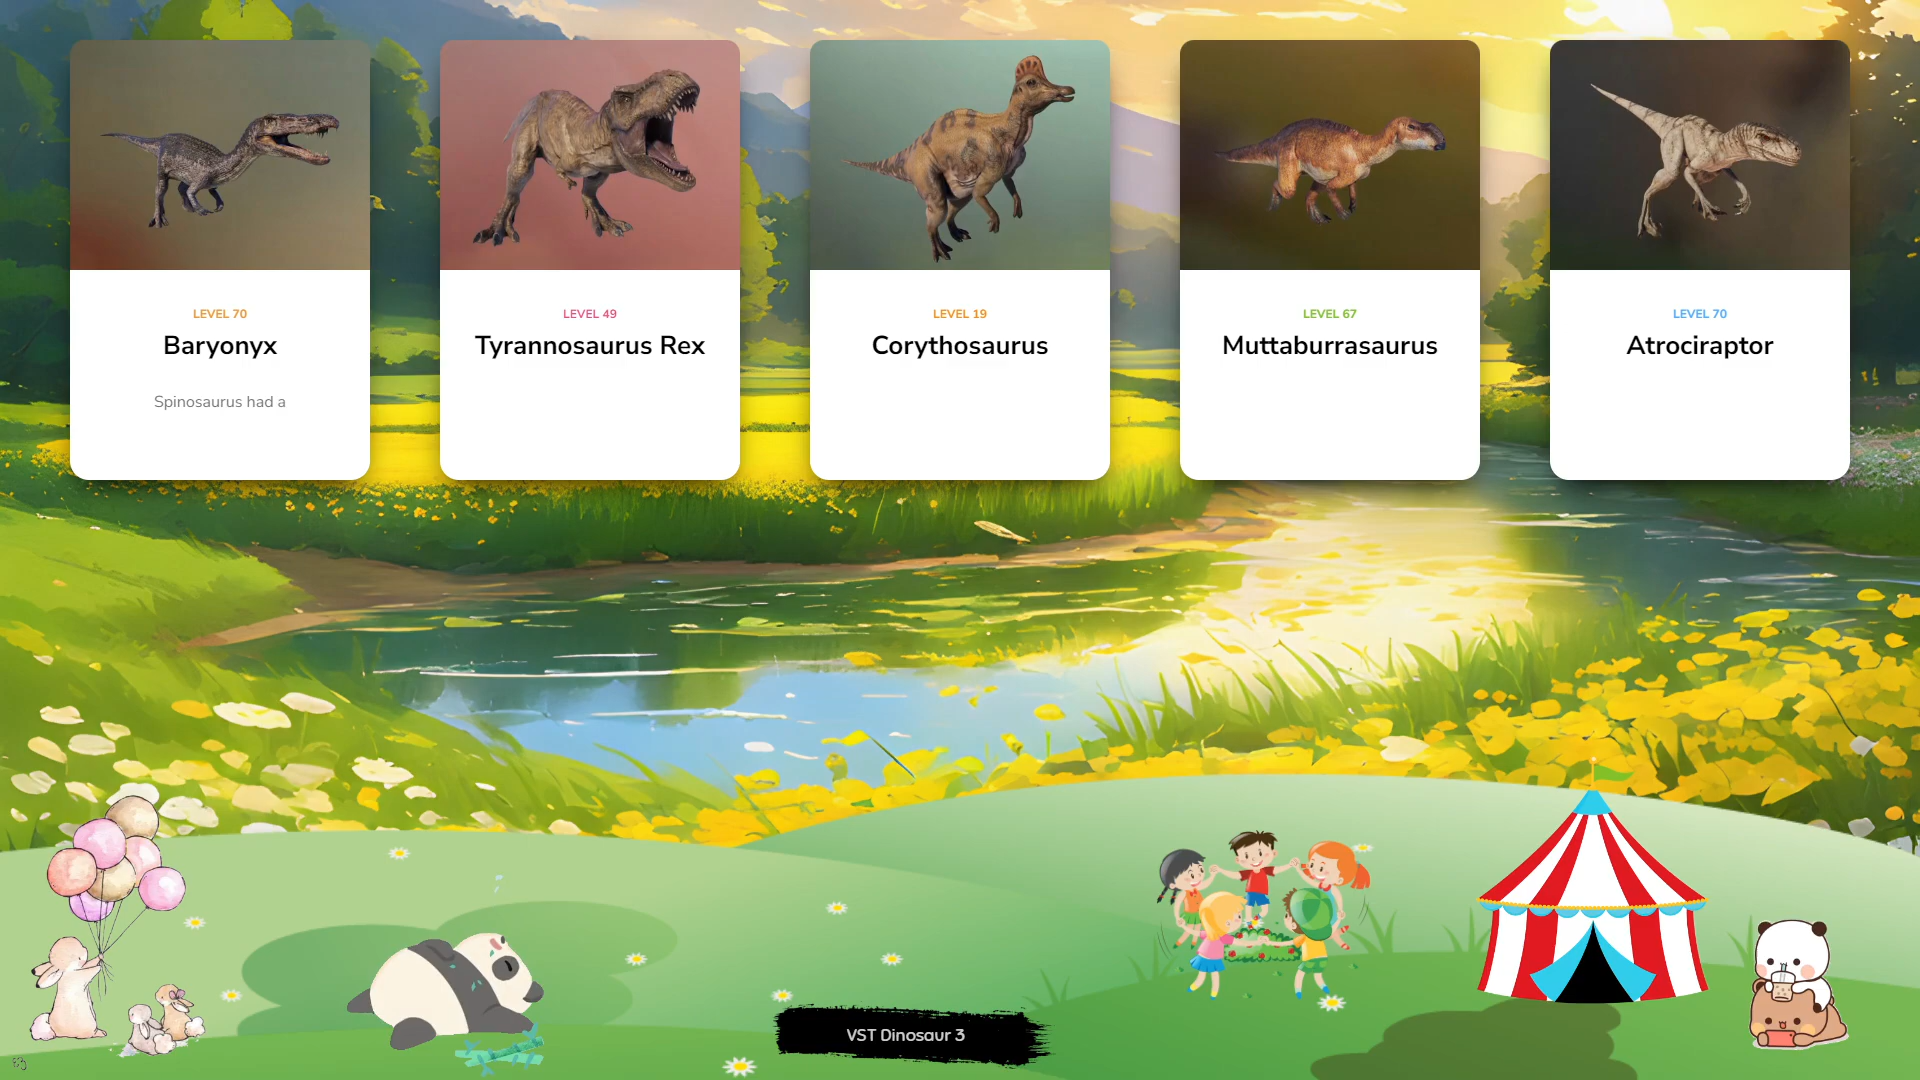 LEVEL 70
Baryonyx
Spinosaurus had a
LEVEL 49
Tyrannosaurus Rex
LEVEL 19
Corythosaurus
LEVEL 67
Muttaburrasaurus
LEVEL 70
Atrociraptor
VST Dinosaur 3